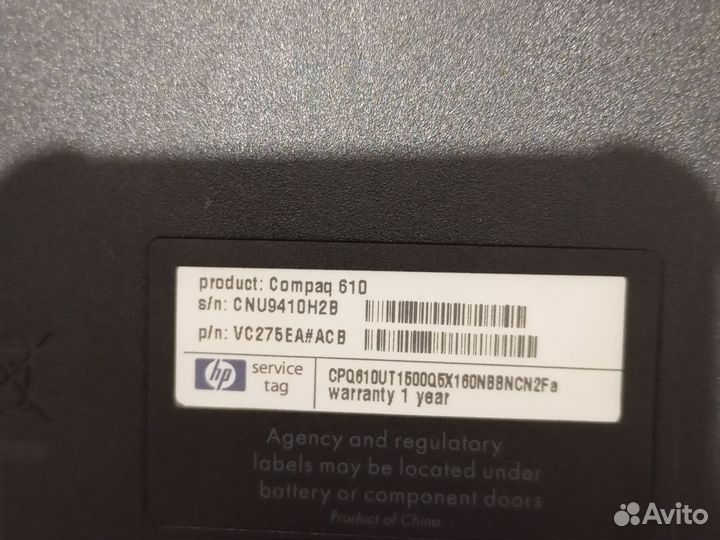 product: Compaq 610
s/n: CNU9410H2B
p/n: VC275EA#ACB
hp service tag
CPQ610UT1500Q5X160NBBNCN2Fa
warranty 1 year
Agency and regulatory
labels may be located under
battery or component doors
Product of China
Avito